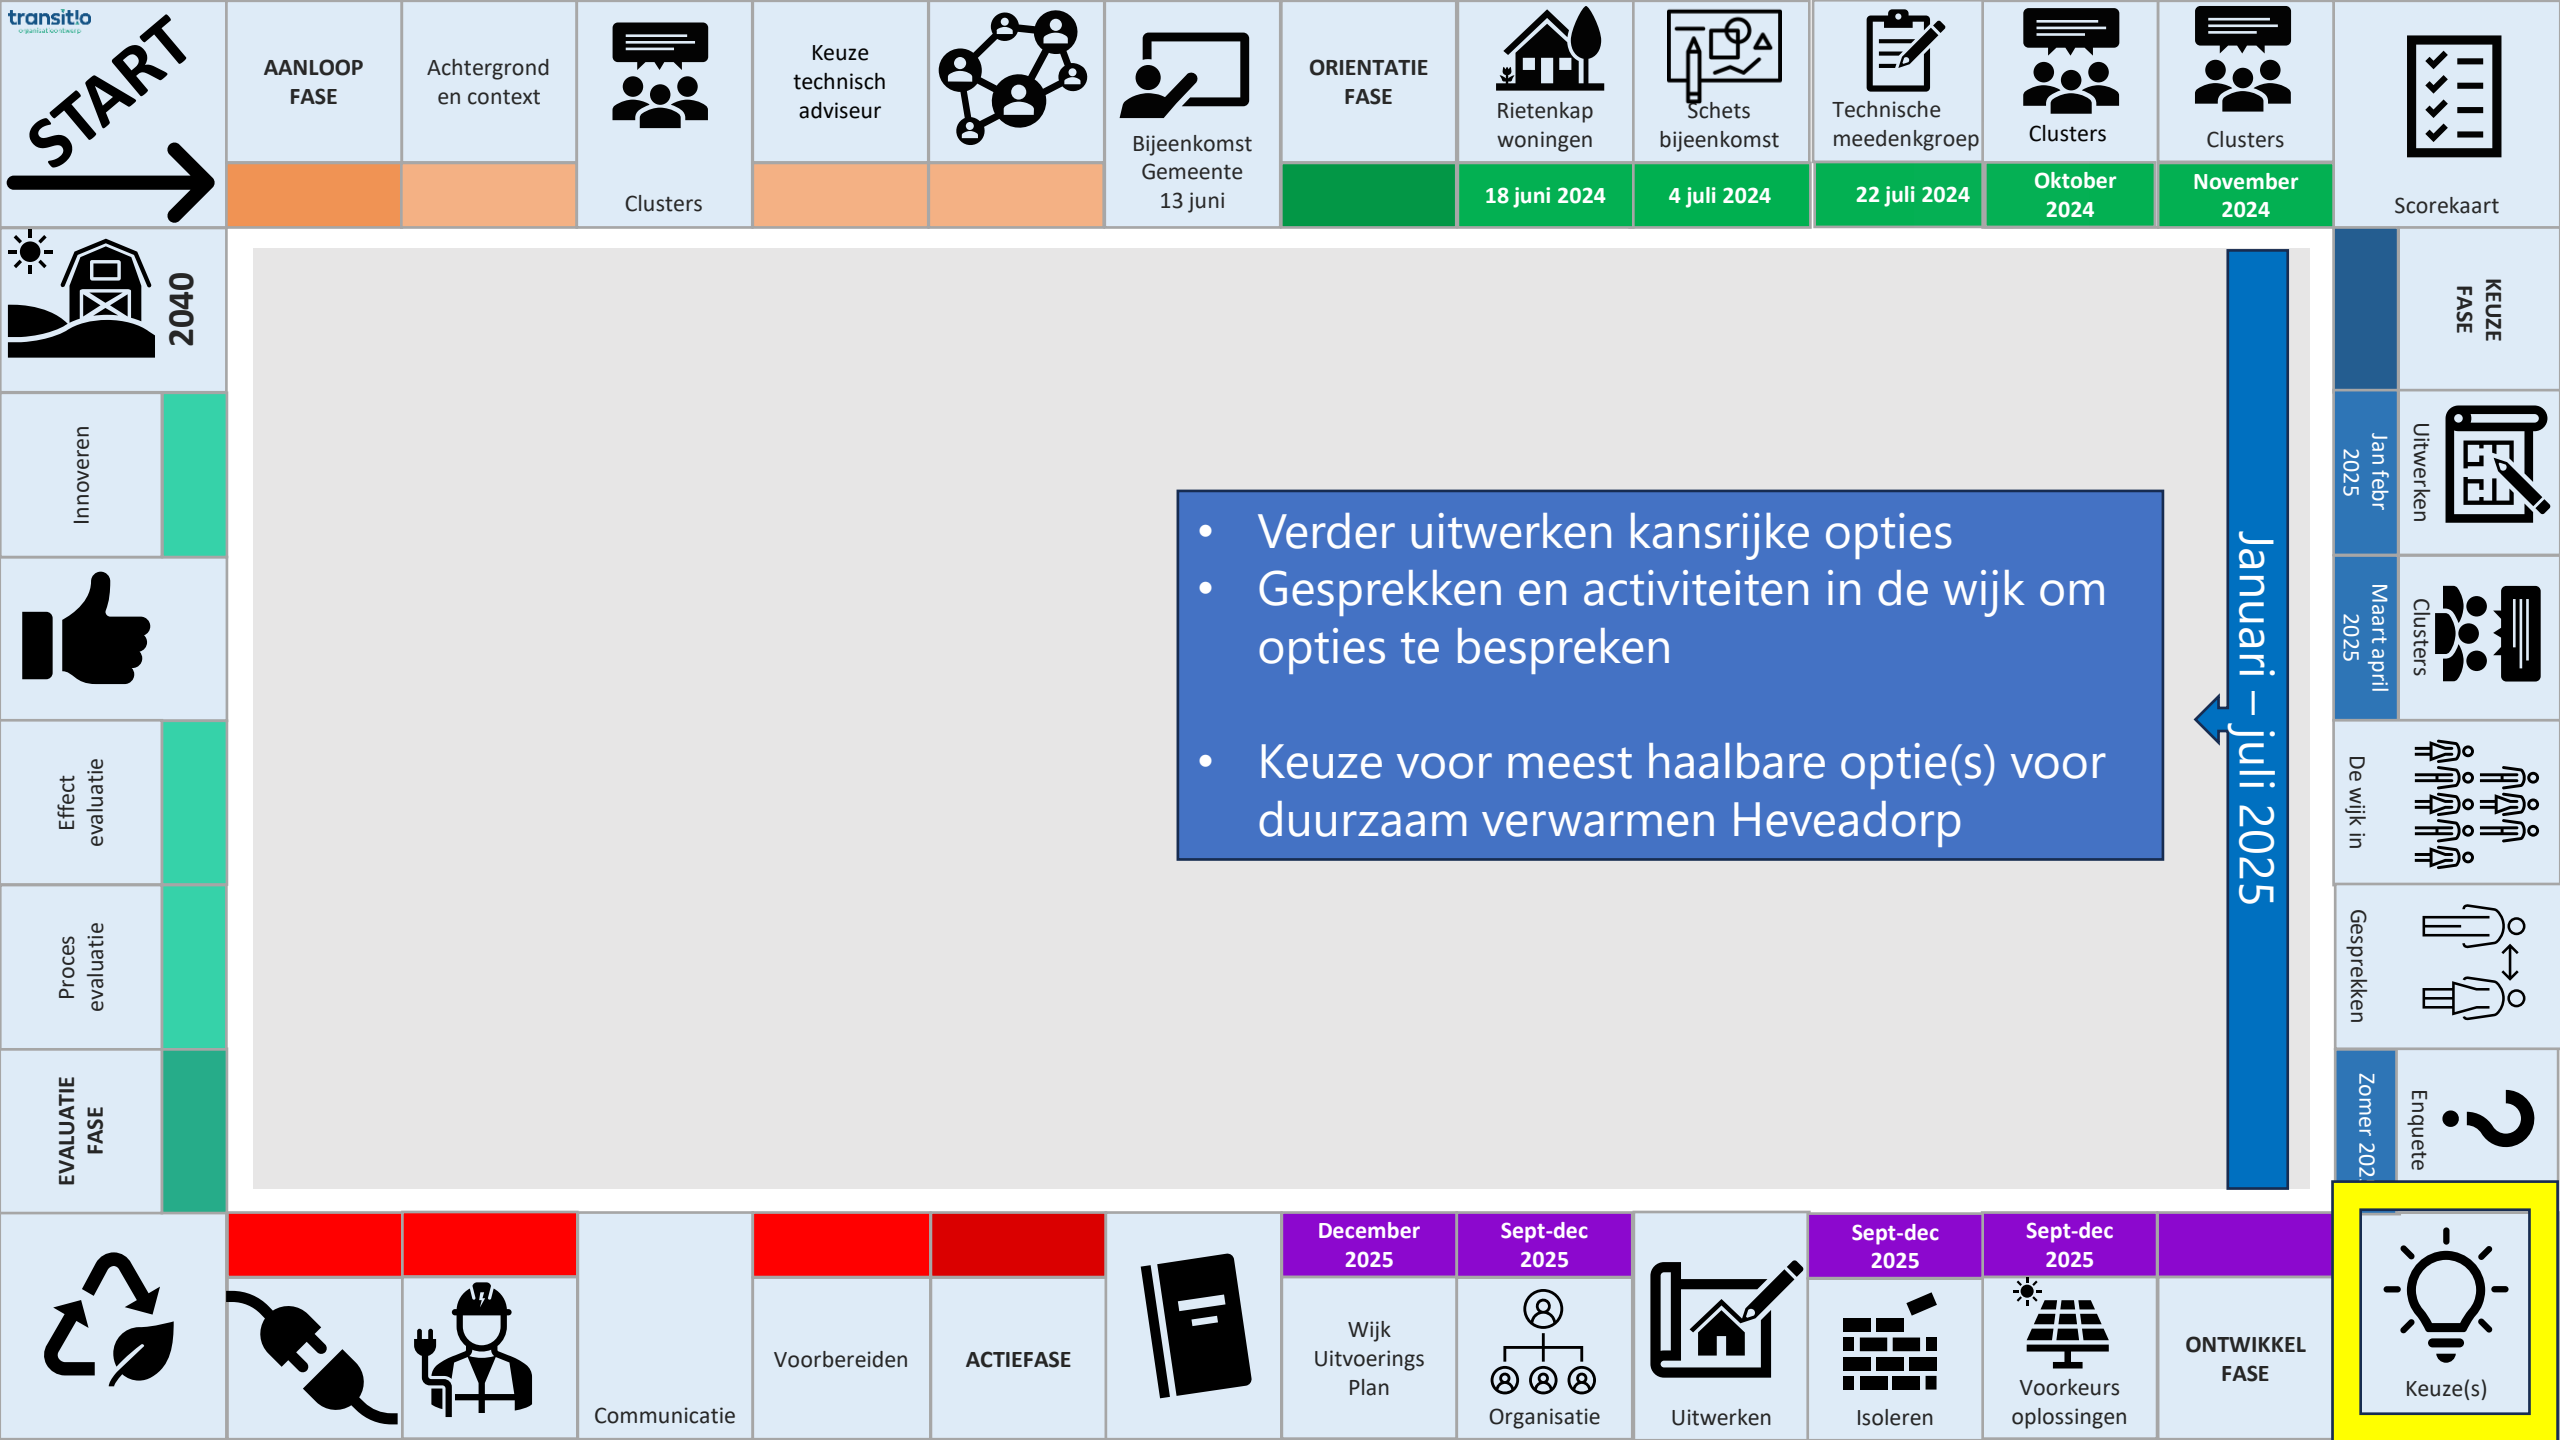 transit!o
organisatieontwerp
START
AANLOOP
FASE
Achtergrond
en context
Clusters
Keuze
technisch
adviseur
Bijeenkomst
Gemeente
13 juni
ORIENTATIE
FASE
Rietenkap
woningen
18 juni 2024
Schets
bijeenkomst
4 juli 2024
Technische
meedenkgroep
22 juli 2024
Clusters
Oktober
2024
Clusters
November
2024
Scorekaart
KEUZE
FASE
Uitwerken
Jan febr
2025
Clusters
Maart april
2025
De wijk in
Gesprekken
Enquete
Zomer 202
Keuze(s)
ONTWIKKEL
FASE
Sept-dec
2025
Voorkeurs
oplossingen
Sept-dec
2025
Isoleren
Uitwerken
Sept-dec
2025
Organisatie
December
2025
Wijk
Uitvoerings
Plan
ACTIEFASE
Voorbereiden
Communicatie
EVALUATIE
FASE
Proces
evaluatie
Effect
evaluatie
Innoveren
2040
• Verder uitwerken kansrijke opties
• Gesprekken en activiteiten in de wijk om
opties te bespreken
• Keuze voor meest haalbare optie(s) voor
duurzaam verwarmen Heveadorp
Januari – juli 2025